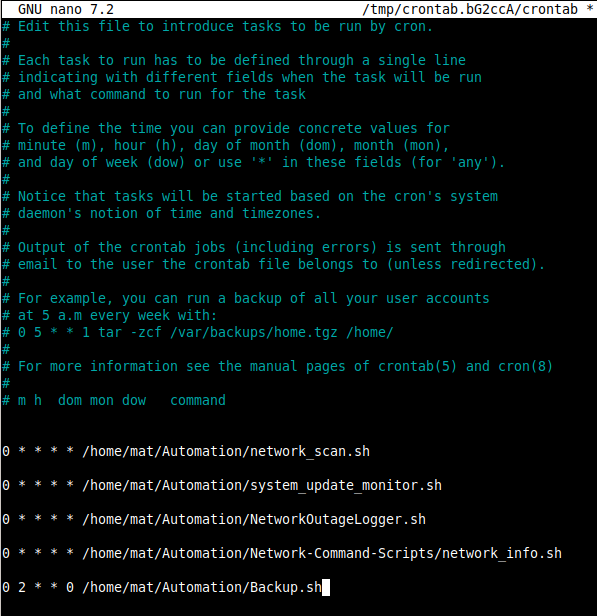 GNU nano 7.2 /tmp/crontab.bG2ccA/crontab *
# Edit this file to introduce tasks to be run by cron.
#
# Each task to run has to be defined through a single line
# indicating with different fields when the task will be run
# and what command to run for the task
#
# To define the time you can provide concrete values for
# minute (m), hour (h), day of month (dom), month (mon),
# and day of week (dow) or use '*' in these fields (for 'any').
#
# Notice that tasks will be started based on the cron's system
# daemon's notion of time and timezones.
#
# Output of the crontab jobs (including errors) is sent through
# email to the user the crontab file belongs to (unless redirected).
#
# For example, you can run a backup of all your user accounts
# at 5 a.m every week with:
# 0 5 * * 1 tar -zcf /var/backups/home.tgz /home/
#
# For more information see the manual pages of crontab(5) and cron(8)
#
# m h  dom mon dow   command
0 * * * * /home/mat/Automation/network_scan.sh
0 * * * * /home/mat/Automation/system_update_monitor.sh
0 * * * * /home/mat/Automation/NetworkOutageLogger.sh
0 * * * * /home/mat/Automation/Network-Command-Scripts/network_info.sh
0 2 * * 0 /home/mat/Automation/Backup.sh